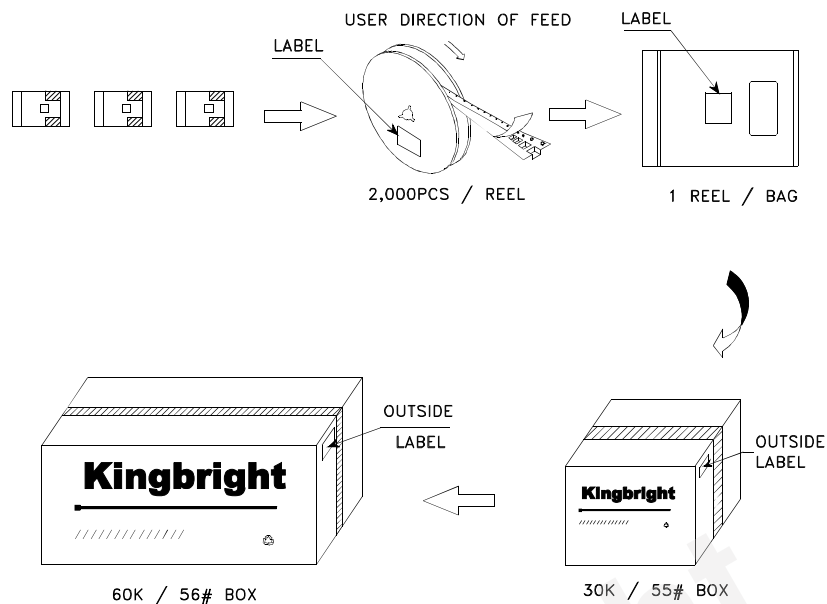 USER DIRECTION OF FEED
LABEL
LABEL
2,000PCS / REEL
1 REEL / BAG
OUTSIDE
LABEL
Kingbright
60K / 56# BOX
OUTSIDE
LABEL
Kingbright
30K / 55# BOX